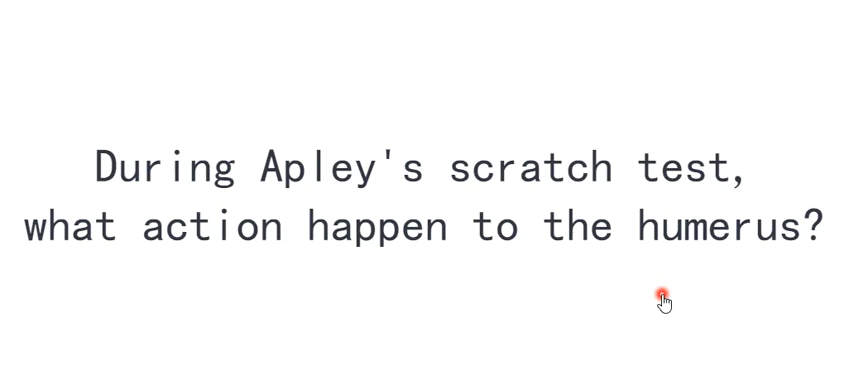 During Apley's scratch test,
what action happen to the humerus?